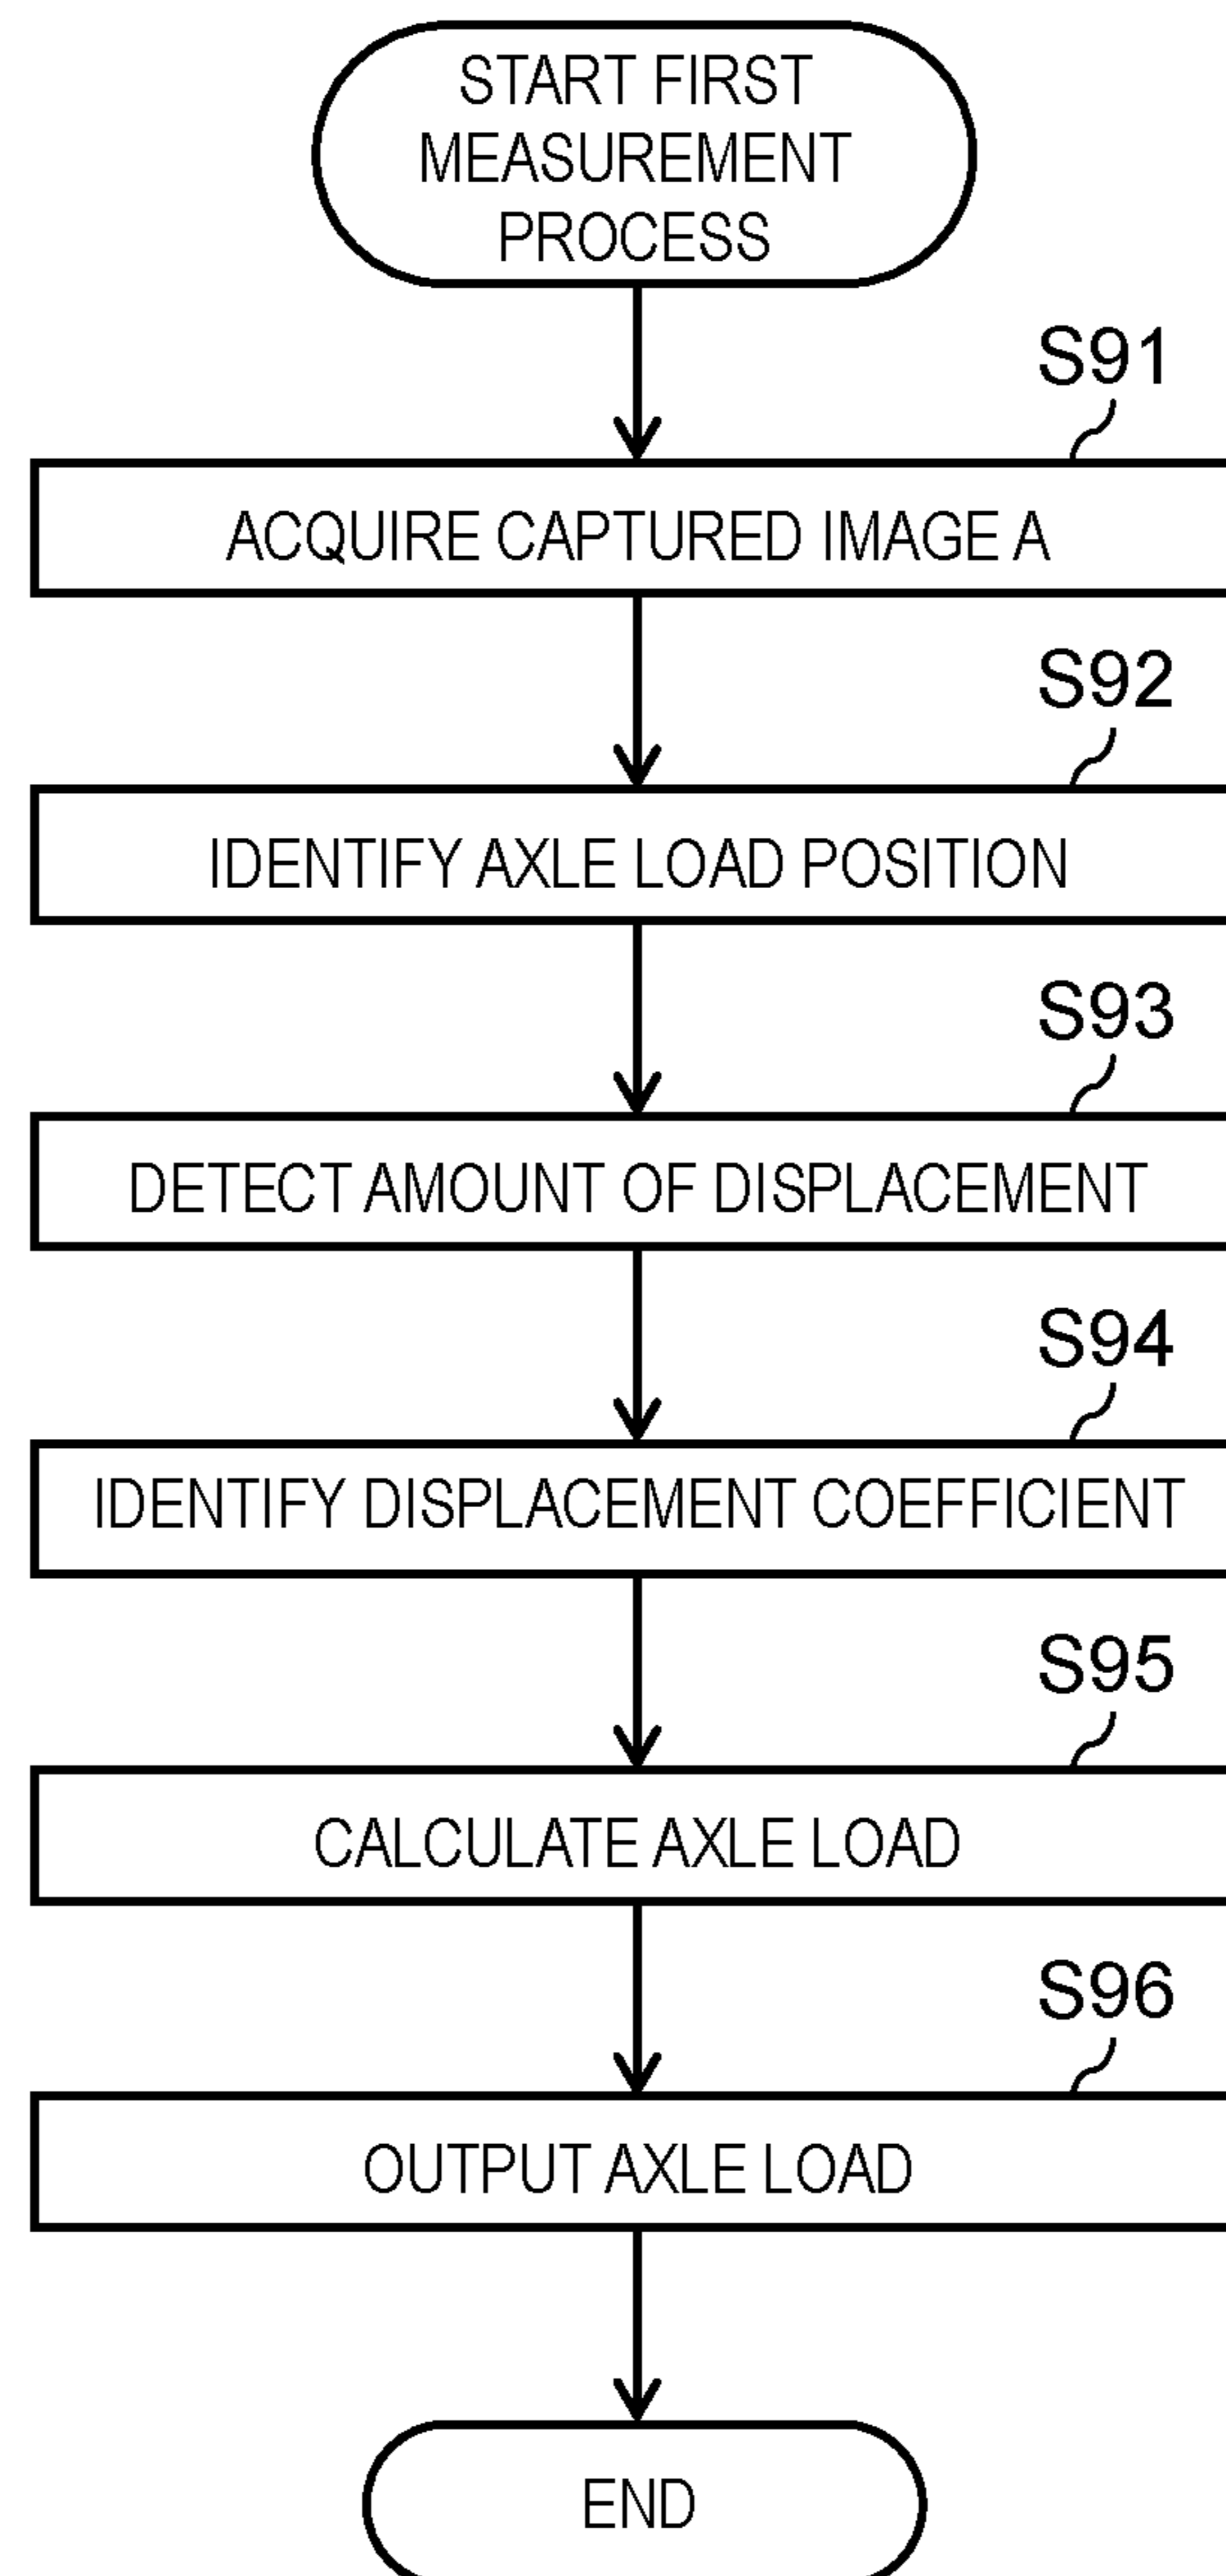 START FIRST
MEASUREMENT
PROCESS
S91
ACQUIRE CAPTURED IMAGE A
S92
IDENTIFY AXLE LOAD POSITION
S93
DETECT AMOUNT OF DISPLACEMENT
S94
IDENTIFY DISPLACEMENT COEFFICIENT
S95
CALCULATE AXLE LOAD
S96
OUTPUT AXLE LOAD
END